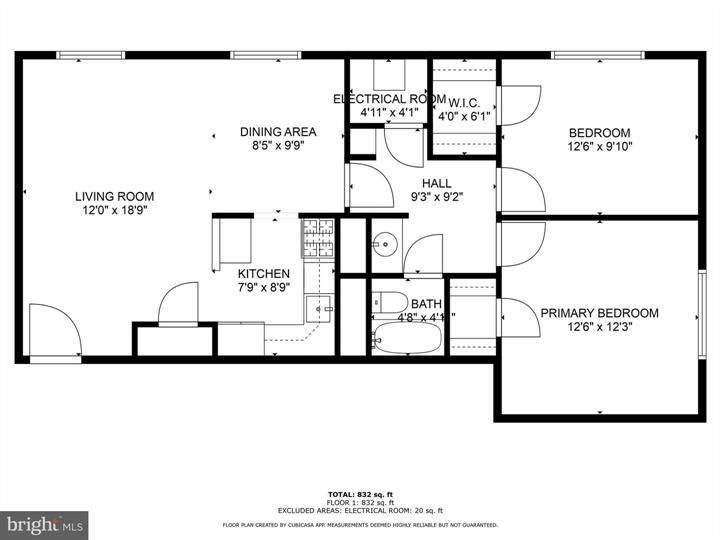 ELECTRICAL ROOM
4'11" x 4'1"
W.I.C.
4'0" x 6'1"
DINING AREA
8'5" x 9'9"
BEDROOM
12'6" x 9'10"
HALL
9'3" x 9'2"
LIVING ROOM
12'0" x 18'9"
KITCHEN
7'9" x 8'9"
BATH
4'8" x 4'1
PRIMARY BEDROOM
12'6" x 12'3"
TOTAL: 832 sq. ft
FLOOR 1: 832 sq. ft
EXCLUDED AREAS: ELECTRICAL ROOM: 20 sq. ft
FLOOR PLAN CREATED BY CUBICASA APP. MEASUREMENTS DEEMED HIGHLY RELIABLE BUT NOT GUARANTEED.
bright MLS